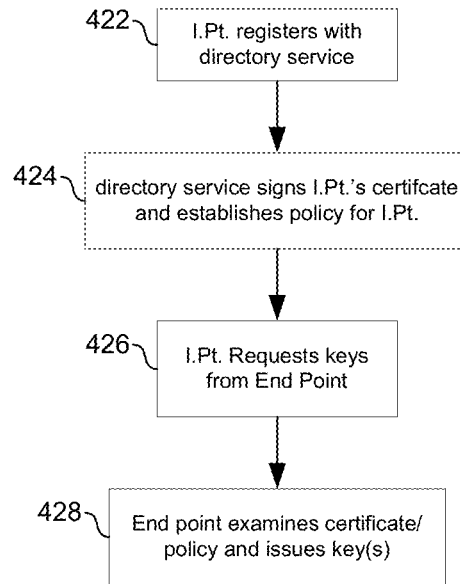 422
I.Pt. registers with
directory service
424
directory service signs I.Pt.'s certifcate
and establishes policy for I.Pt.
426
I.Pt. Requests keys
from End Point
428
End point examines certificate/
policy and issues key(s)